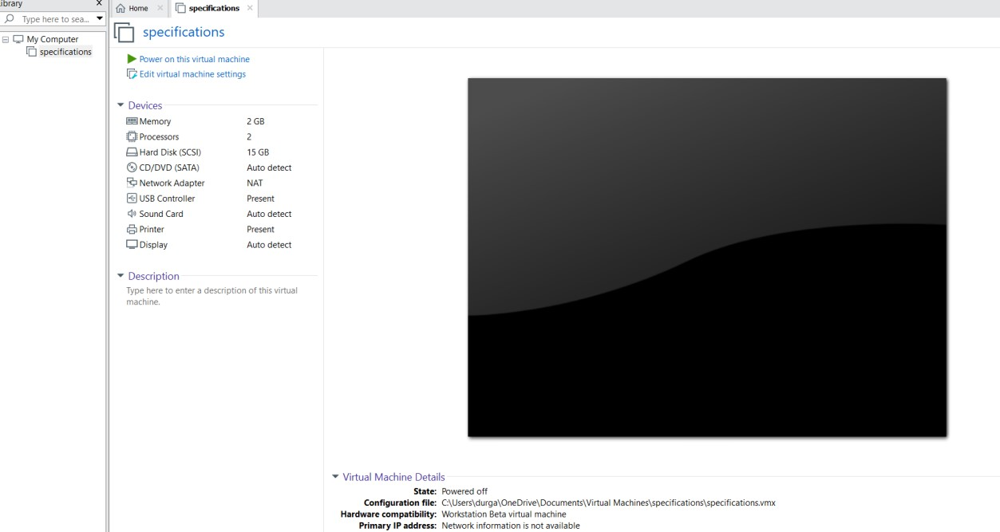 ibrary
Home
specifications
Type here to sea...
My Computer
specifications
specifications
Power on this virtual machine
Edit virtual machine settings
Devices
Memory 2 GB
Processors 2
Hard Disk (SCSI) 15 GB
CD/DVD (SATA) Auto detect
Network Adapter NAT
USB Controller Present
Sound Card Auto detect
Printer Present
Display Auto detect
Description
Type here to enter a description of this virtual
machine.
Virtual Machine Details
State: Powered off
Configuration file: C:\Users\durga\OneDrive\Documents\Virtual Machines\specifications\specifications.vmx
Hardware compatibility: Workstation Beta virtual machine
Primary IP address: Network information is not available